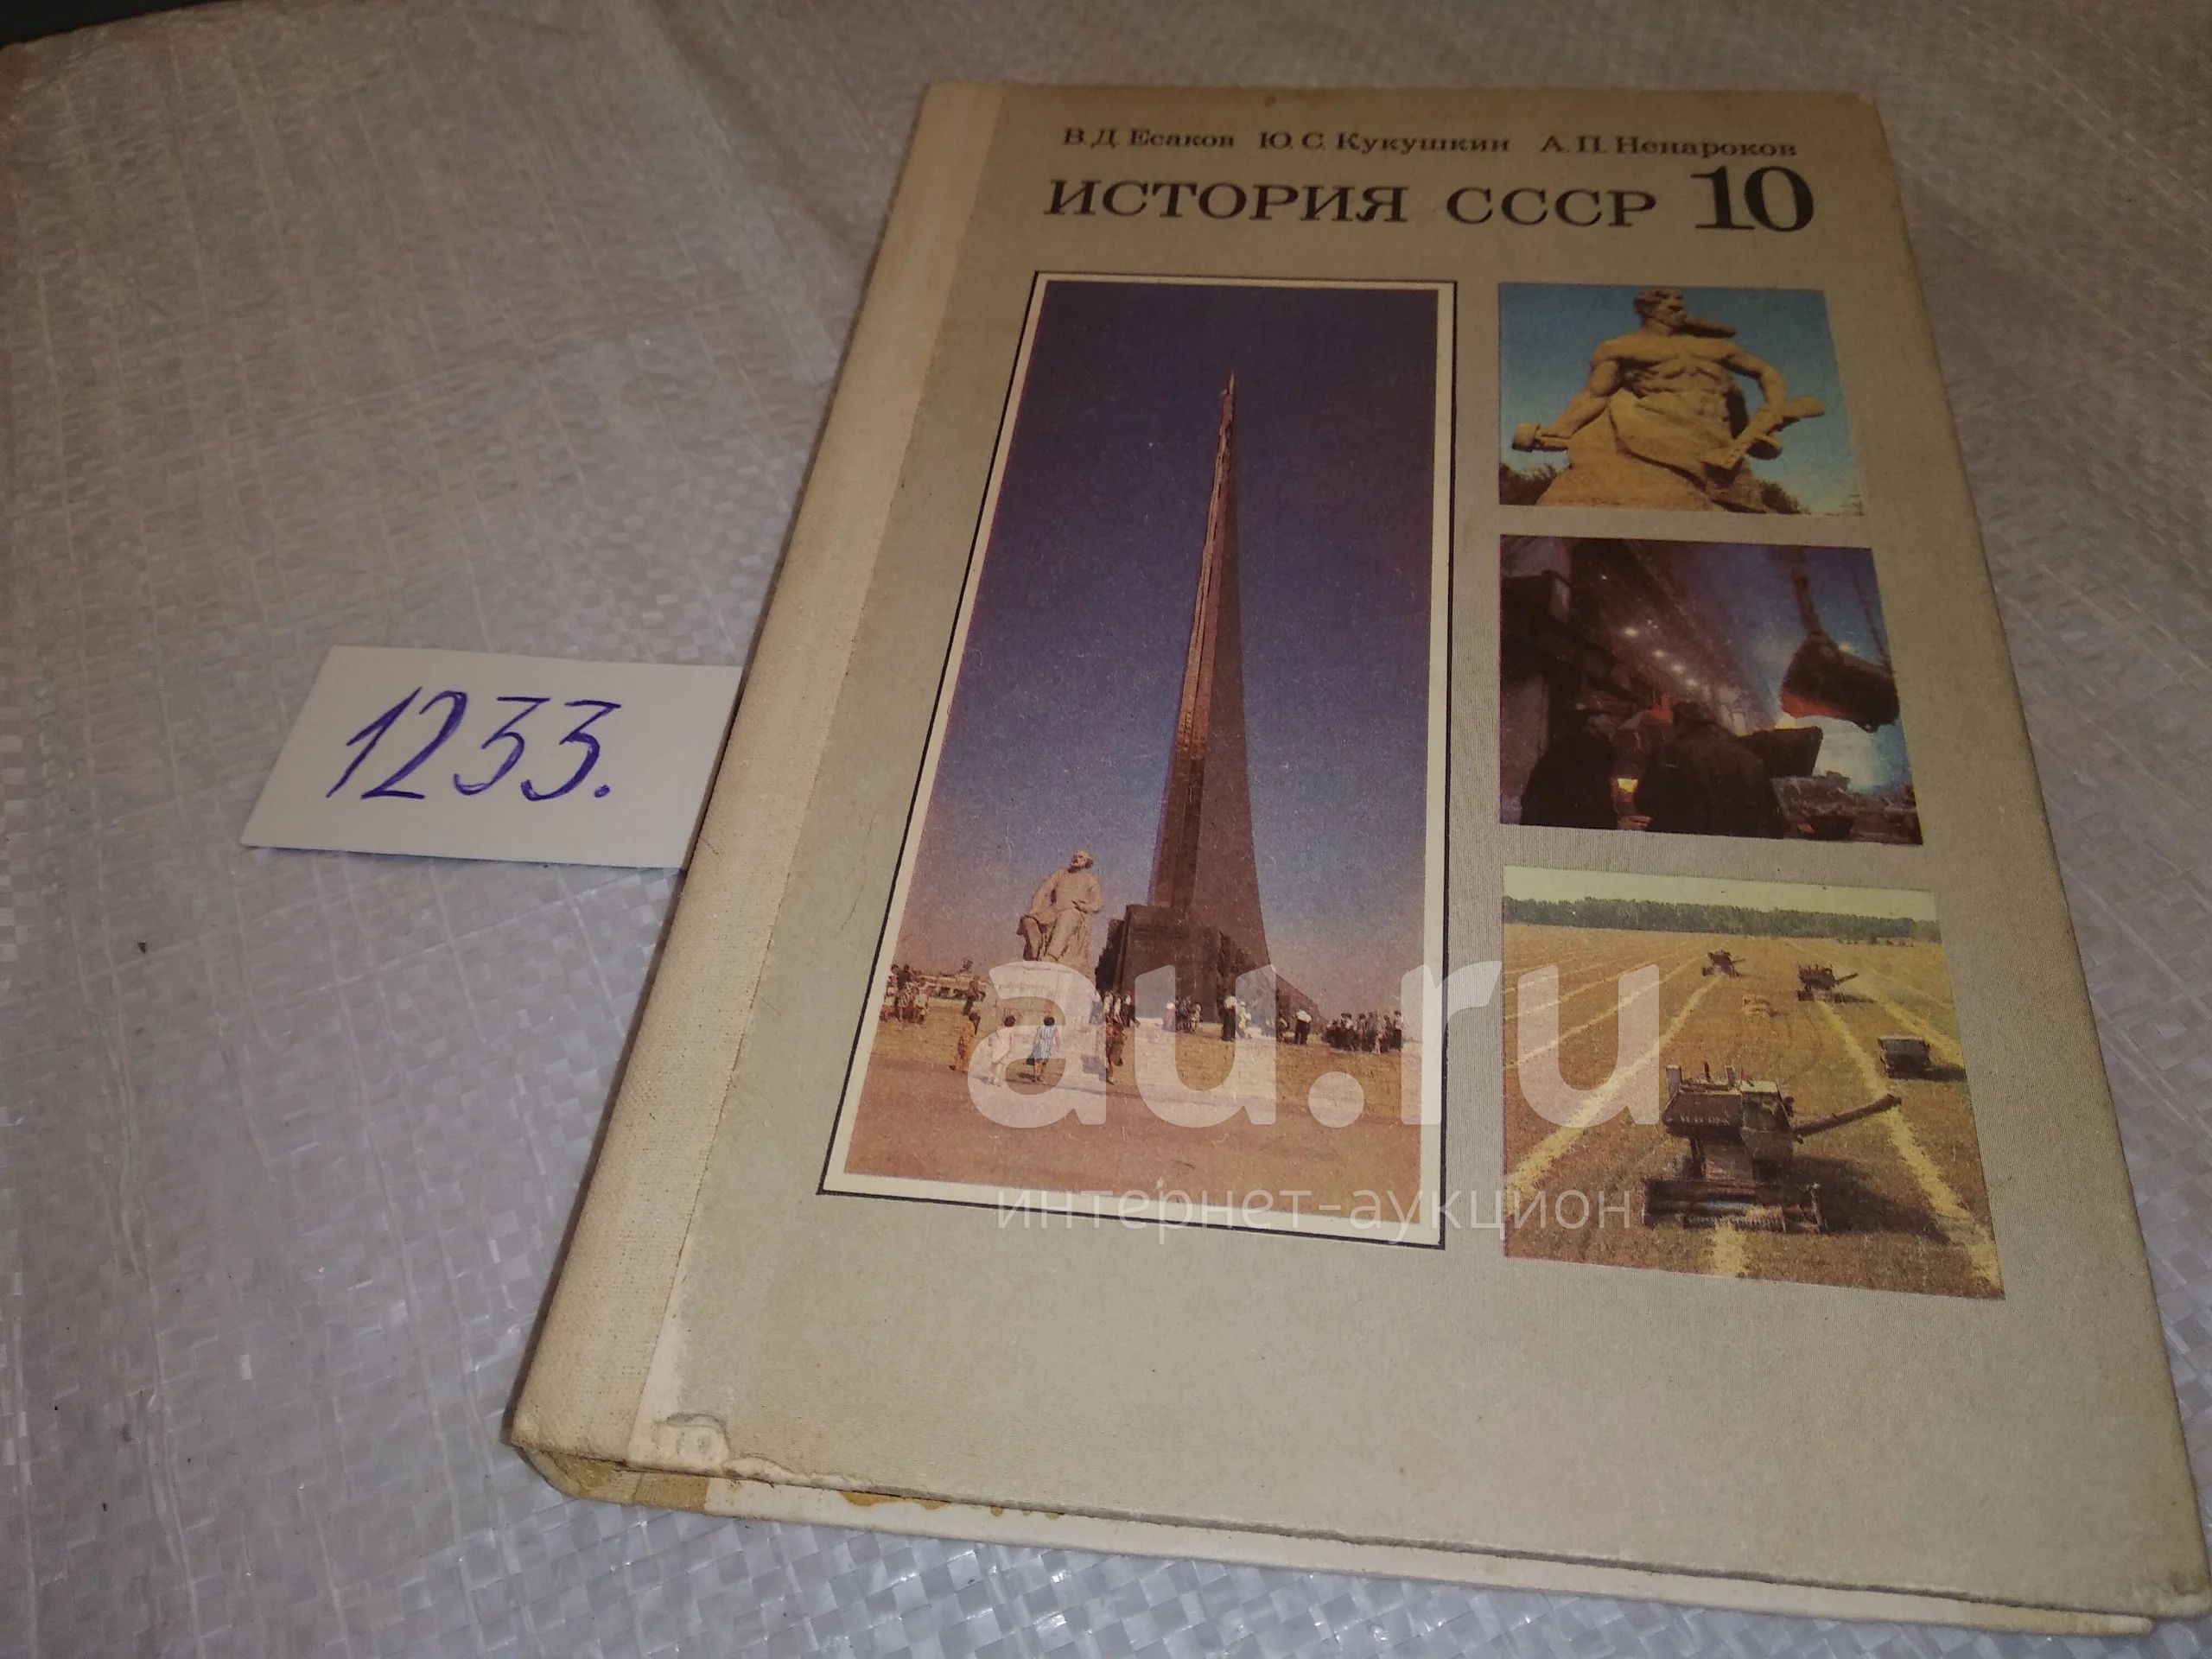 В. Д. Есаков Ю. С. Кукушкин А. П. Ненароков
ИСТОРИЯ СССР 10
1233.
au.ru
интернет-аукцион